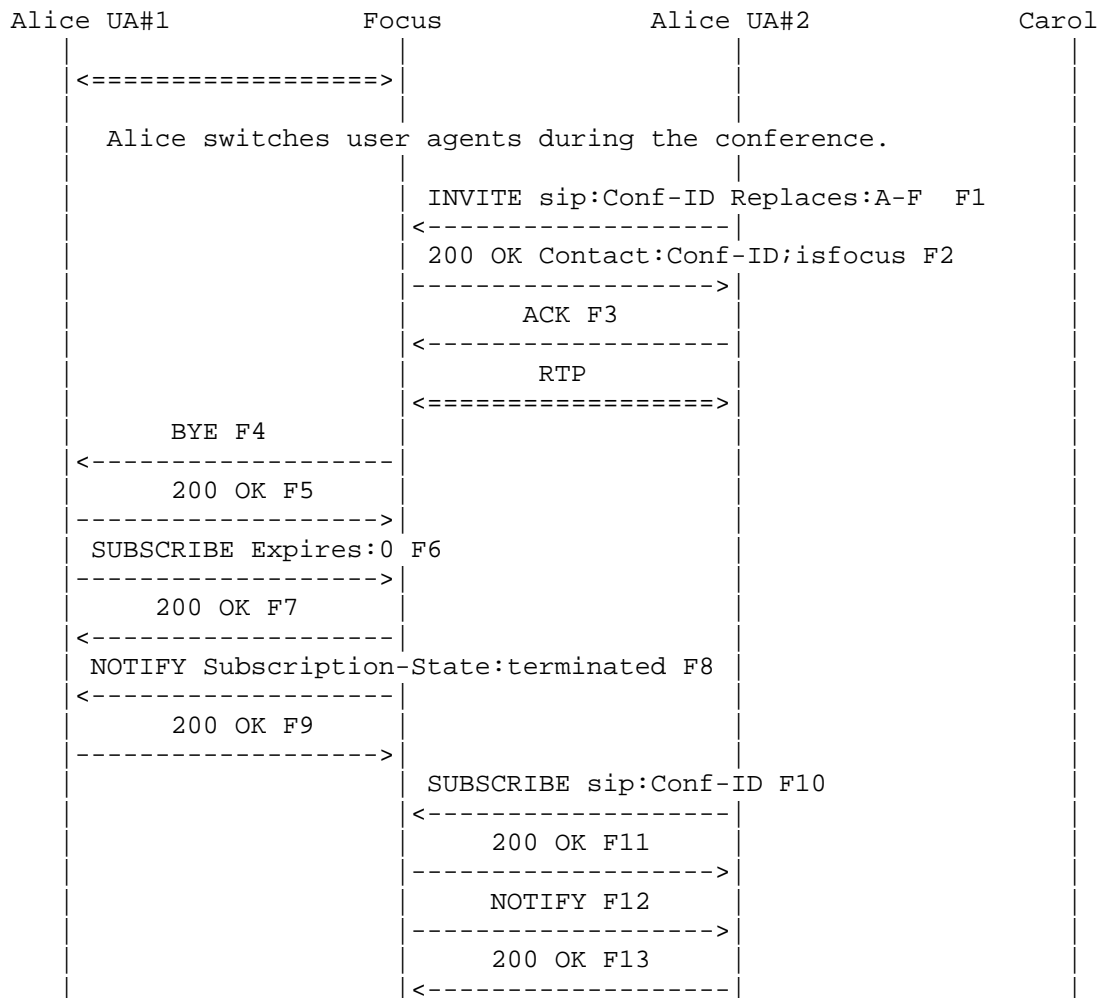 Alice UA#1 Focus Alice UA#2 Carol
Alice switches user agents during the conference.
INVITE sip:Conf-ID Replaces:A-F F1
200 OK Contact:Conf-ID;isfocus F2
ACK F3
RTP
BYE F4
200 OK F5
SUBSCRIBE Expires:0 F6
200 OK F7
NOTIFY Subscription-State:terminated F8
200 OK F9
SUBSCRIBE sip:Conf-ID F10
200 OK F11
NOTIFY F12
200 OK F13